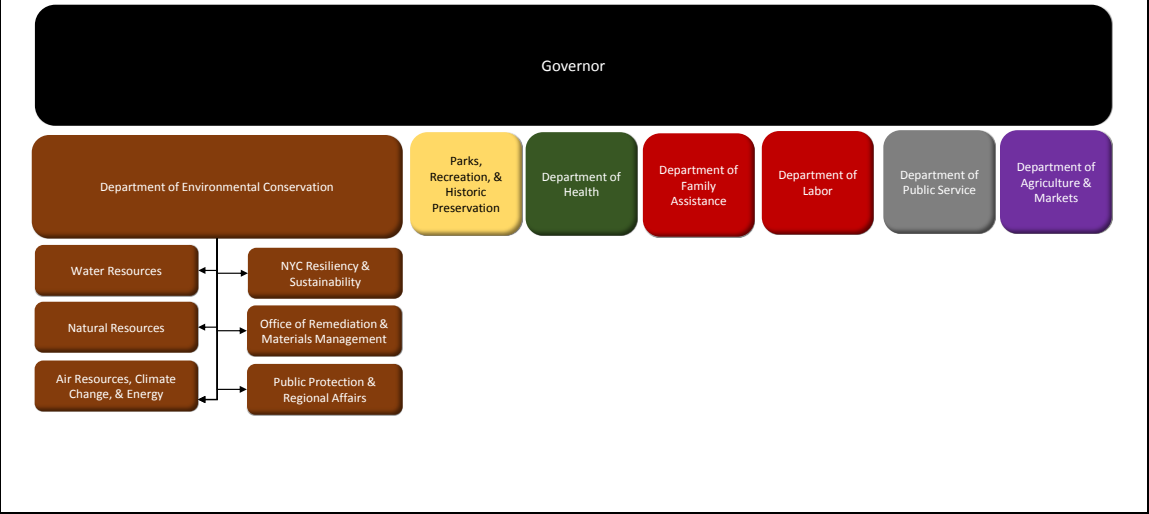 Governor
Department of Environmental Conservation
Parks,
Recreation, &
Historic
Preservation
Department of
Health
Department of
Family
Assistance
Department of
Labor
Department of
Public Service
Department of
Agriculture &
Markets
Water Resources
NYC Resiliency &
Sustainability
Natural Resources
Office of Remediation &
Materials Management
Air Resources, Climate
Change, & Energy
Public Protection &
Regional Affairs